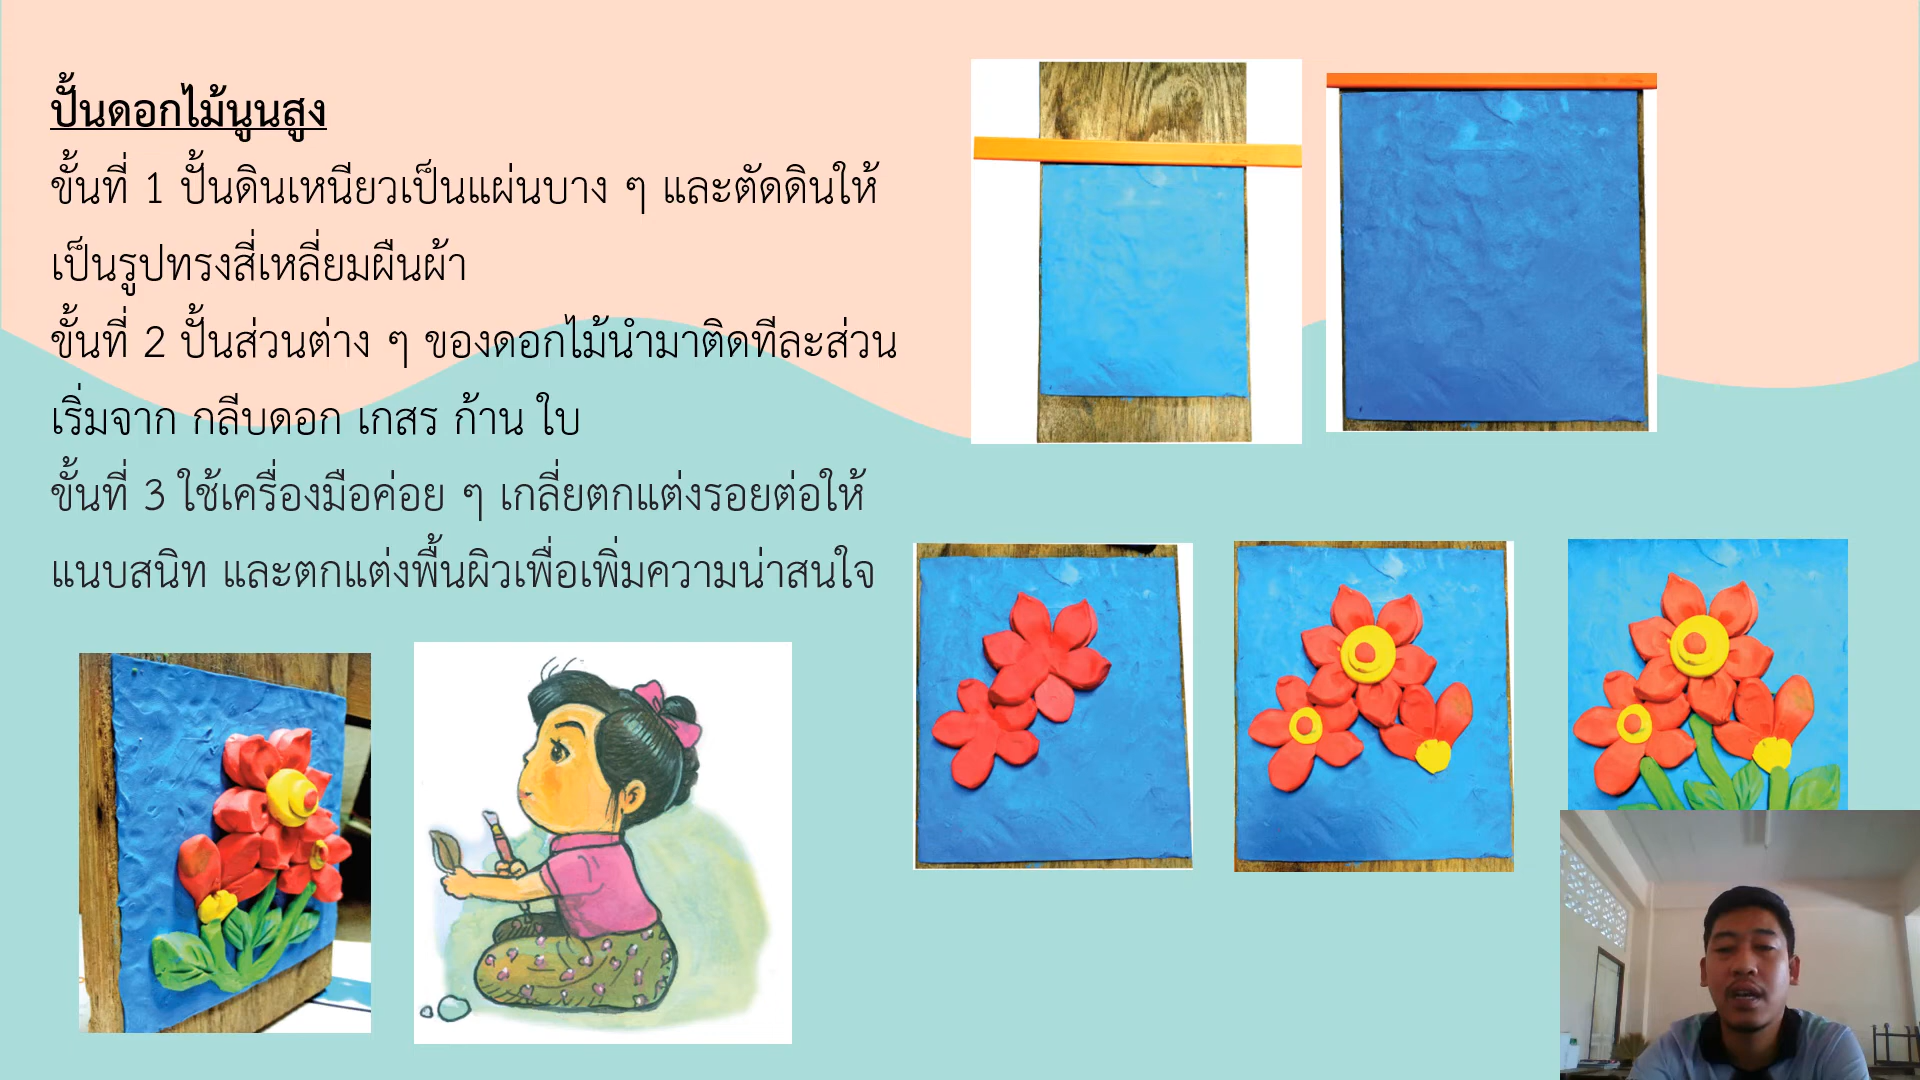 ปั้นดอกไม้นูนสูง
ขั้นที่ 1 ปั้นดินเหนียวเป็นแผ่นบาง ๆ และตัดดินให้
เป็นรูปทรงสี่เหลี่ยมผืนผ้า
ขั้นที่ 2 ปั้นส่วนต่าง ๆ ของดอกไม้นำมาติดทีละส่วน
เริ่มจาก กลีบดอก เกสร ก้าน ใบ
ขั้นที่ 3 ใช้เครื่องมือค่อย ๆ เกลี่ยตกแต่งรอยต่อให้
แนบสนิท และตกแต่งพื้นผิวเพื่อเพิ่มความน่าสนใจ